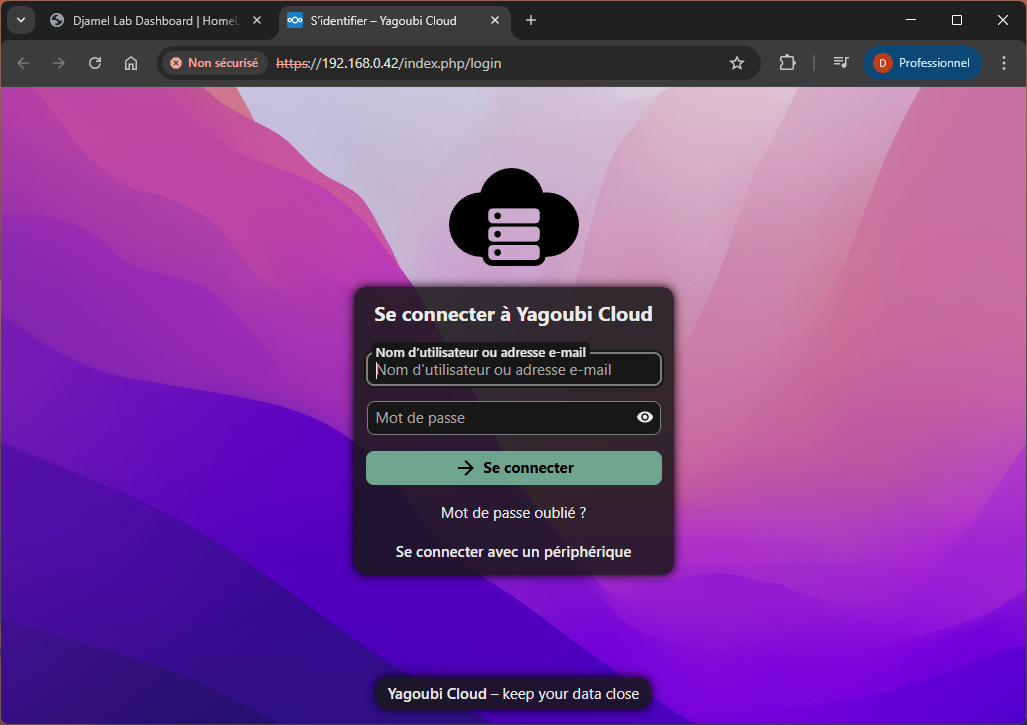 Djamel Lab Dashboard | HomeL
S'identifier – Yagoubi Cloud
Non sécurisé
https://192.168.0.42/index.php/login
D
Professionnel
Se connecter à Yagoubi Cloud
Nom d'utilisateur ou adresse e-mail
Nom d'utilisateur ou adresse e-mail
Mot de passe
Se connecter
Mot de passe oublié ?
Se connecter avec un périphérique
Yagoubi Cloud – keep your data close